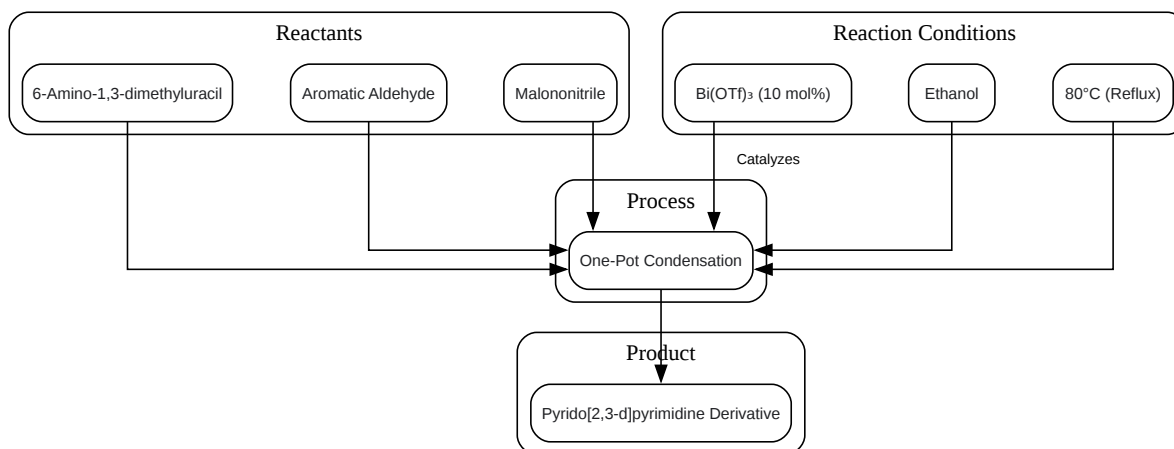 Reactants
Reaction Conditions
6-Amino-1,3-dimethyluracil
Aromatic Aldehyde
Malononitrile
Bi(OTf)₃ (10 mol%)
Ethanol
80°C (Reflux)
Catalyzes
Process
One-Pot Condensation
Product
Pyrido[2,3-d]pyrimidine Derivative